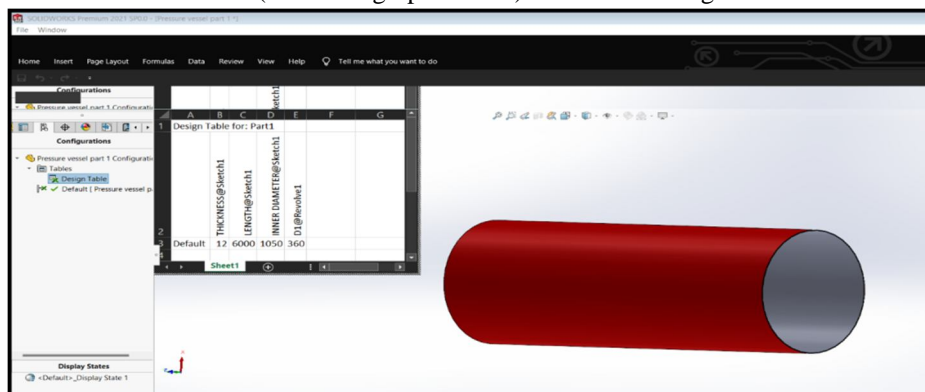 SOLIDWORKS Premium 2021 SP0.0 - [Pressure vessel part 1 *]
File Window
Home Insert Page Layout Formulas Data Review View Help Tell me what you want to do
Configurations
Pressure vessel part 1 Configurati
ketch1
A B C D E F G
1 Design Table for: Part1
Configurations
Pressure vessel part 1 Configuratio
Tables
Design Table
Default [ Pressure vessel p
THICKNESS@Sketch1
LENGTH@Sketch1
INNER DIAMETER@Sketch1
D1@Revolve1
2
3 Default 12 6000 1050 360
Sheet1
Display States
<Default>_Display State 1